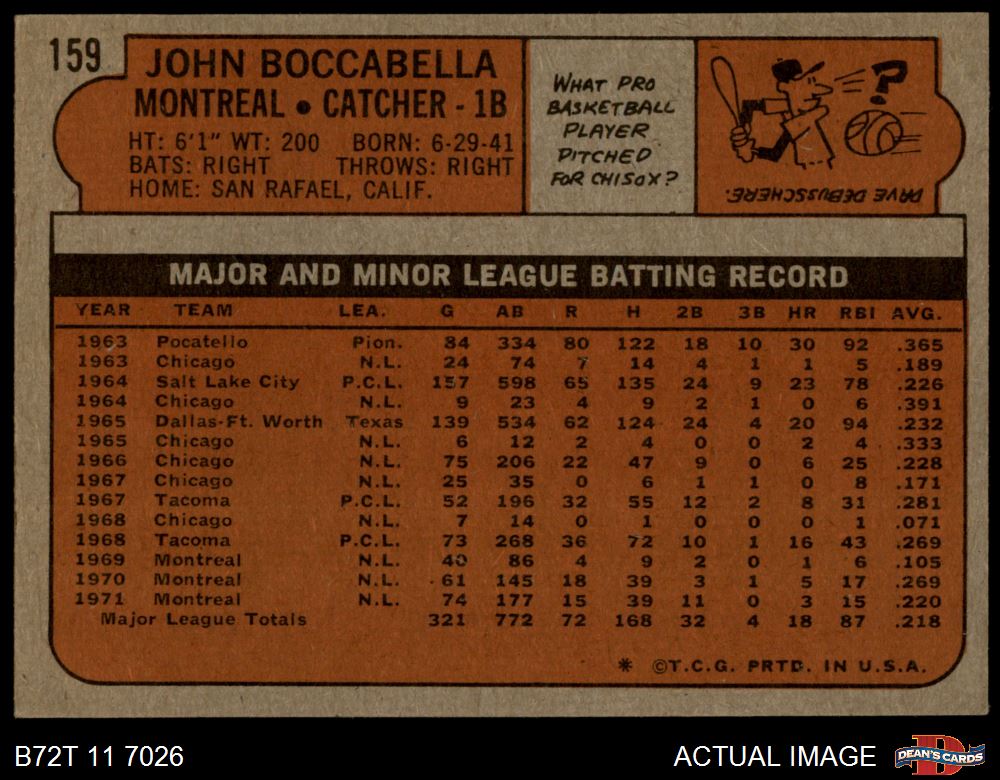 159
JOHN BOCCABELLA
MONTREAL • CATCHER - 1B
HT: 6'1" WT: 200 BORN: 6-29-41
BATS: RIGHT THROWS: RIGHT
HOME: SAN RAFAEL, CALIF.
WHAT PRO
BASKETBALL
PLAYER
PITCHED
FOR CHISOX?
?
DAVE DEBUSSCHERE.
MAJOR AND MINOR LEAGUE BATTING RECORD
YEAR TEAM LEA. G AB R H 2B 3B HR RBI AVG.
1963 Pocatello Pion. 84 334 80 122 18 10 30 92 .365
1963 Chicago N.L. 24 74 7 14 4 1 1 5 .189
1964 Salt Lake City P.C.L. 157 598 65 135 24 9 23 78 .226
1964 Chicago N.L. 9 23 4 9 2 1 0 6 .391
1965 Dallas-Ft. Worth Texas 139 534 62 124 24 4 20 94 .232
1965 Chicago N.L. 6 12 2 4 0 0 2 4 .333
1966 Chicago N.L. 75 206 22 47 9 0 6 25 .228
1967 Chicago N.L. 25 35 0 6 1 1 0 8 .171
1967 Tacoma P.C.L. 52 196 32 55 12 2 8 31 .281
1968 Chicago N.L. 7 14 0 1 0 0 0 1 .071
1968 Tacoma P.C.L. 73 268 36 72 10 1 16 43 .269
1969 Montreal N.L. 40 86 4 9 2 0 1 6 .105
1970 Montreal N.L. 61 145 18 39 3 1 5 17 .269
1971 Montreal N.L. 74 177 15 39 11 0 3 15 .220
Major League Totals 321 772 72 168 32 4 18 87 .218
* ©T.C.G. PRTD. IN U.S.A.
B72T 11 7026
ACTUAL IMAGE
D
DEAN'S CARDS